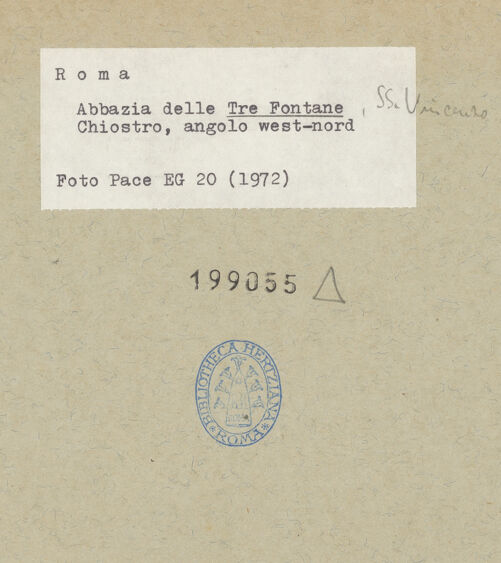 Roma
Abbazia delle Tre Fontane, SS. Vincenzo
Chiostro, angolo west-nord
Foto Pace EG 20 (1972)
199055
BIBLIOTHECA HERTZIANA
* ROMA *